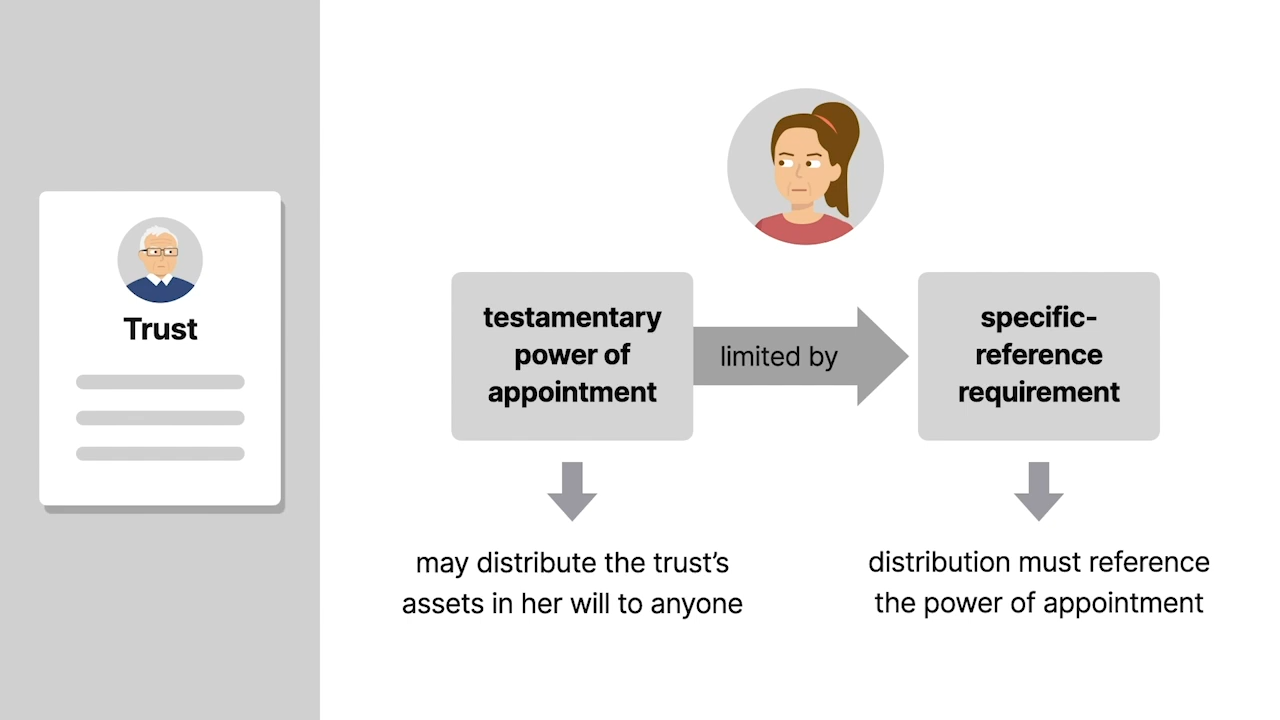 Trust
testamentary
power of
appointment
limited by
specific-
reference
requirement
may distribute the trust’s
assets in her will to anyone
distribution must reference
the power of appointment